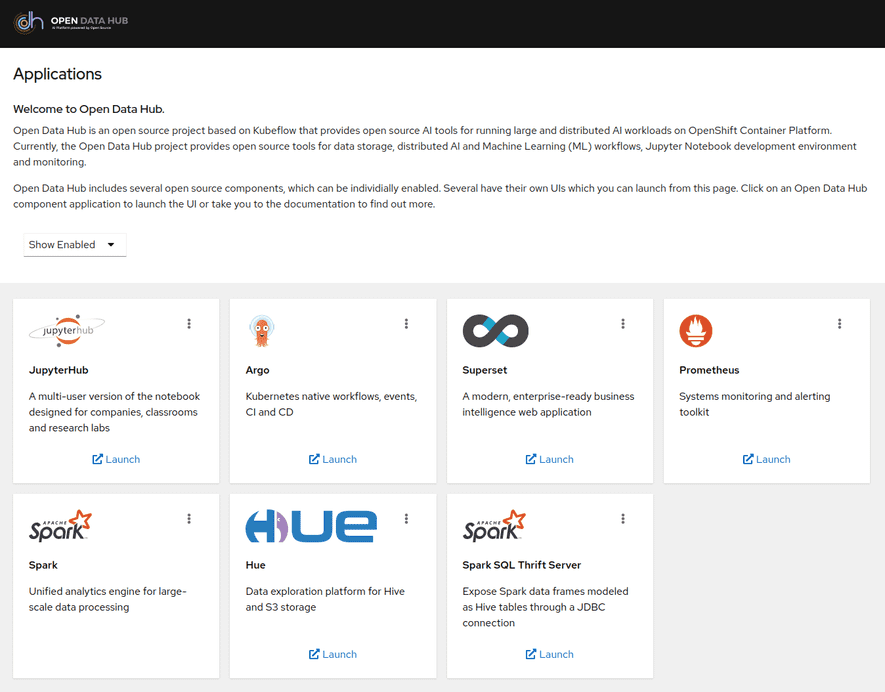 OPEN DATA HUB
AI Platform powered by Open Source
Applications
Welcome to Open Data Hub.
Open Data Hub is an open source project based on Kubeflow that provides open source AI tools for running large and distributed AI workloads on OpenShift Container Platform.
Currently, the Open Data Hub project provides open source tools for data storage, distributed AI and Machine Learning (ML) workflows, Jupyter Notebook development environment
and monitoring.
Open Data Hub includes several open source components, which can be individially enabled. Several have their own UIs which you can launch from this page. Click on an Open Data Hub
component application to launch the UI or take you to the documentation to find out more.
Show Enabled
jupyterhub
JupyterHub
A multi-user version of the notebook
designed for companies, classrooms
and research labs
Launch
Argo
Kubernetes native workflows, events,
CI and CD
Launch
Superset
A modern, enterprise-ready business
intelligence web application
Launch
Prometheus
Systems monitoring and alerting
toolkit
Launch
APACHE
Spark
Spark
Unified analytics engine for large-
scale data processing
HUE
Hue
Data exploration platform for Hive
and S3 storage
Launch
APACHE
Spark
Spark SQL Thrift Server
Expose Spark data frames modeled
as Hive tables through a JDBC
connection
Launch